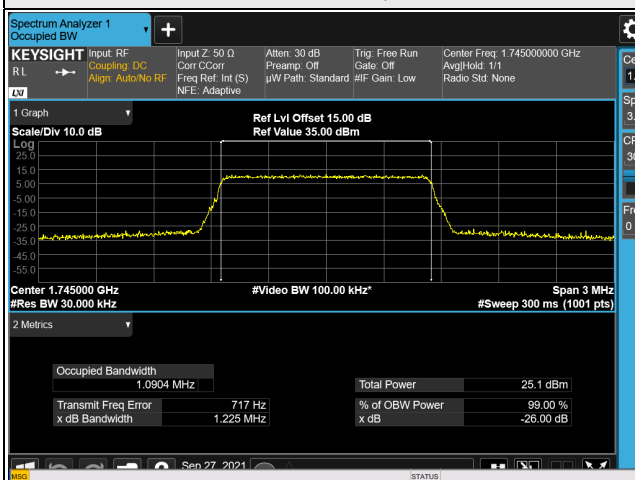 Spectrum Analyzer 1
Occupied BW
KEYSIGHT
R L
LXI
Input: RF
Coupling: DC
Align: Auto/No RF
Input Z: 50 Ω
Corr CCorr
Freq Ref: Int (S)
NFE: Adaptive
Atten: 30 dB
Preamp: Off
µW Path: Standard
Trig: Free Run
Gate: Off
#IF Gain: Low
Center Freq: 1.745000000 GHz
Avg|Hold: 1/1
Radio Std: None
1 Graph
Scale/Div 10.0 dB
Ref Lvl Offset 15.00 dB
Ref Value 35.00 dBm
Log
25.0
15.0
5.00
-5.00
-15.0
-25.0
-35.0
-45.0
-55.0
Center 1.745000 GHz
#Res BW 30.000 kHz
#Video BW 100.00 kHz*
Span 3 MHz
#Sweep 300 ms (1001 pts)
2 Metrics
Occupied Bandwidth
1.0904 MHz
Total Power 25.1 dBm
Transmit Freq Error 717 Hz
% of OBW Power 99.00 %
x dB Bandwidth 1.225 MHz
x dB -26.00 dB
Sep 27, 2021
MSG
STATUS